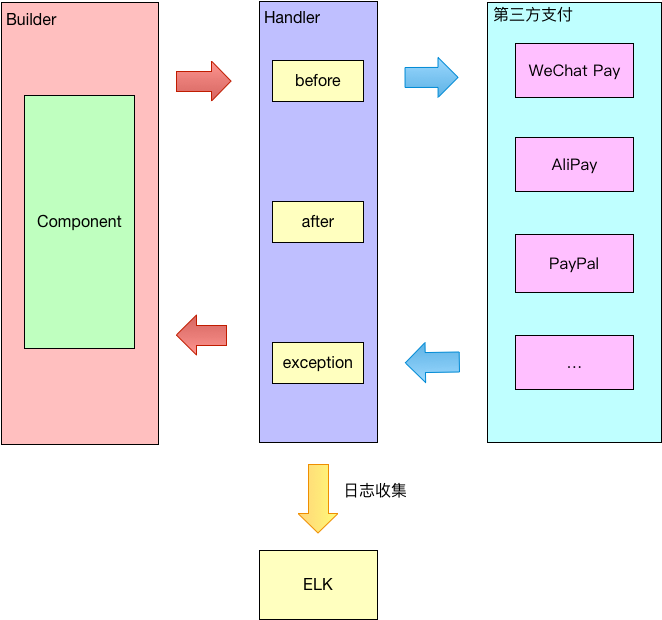 Builder
Component
Handler
before
after
exception
第三方支付
WeChat Pay
AliPay
PayPal
...
日志收集
ELK